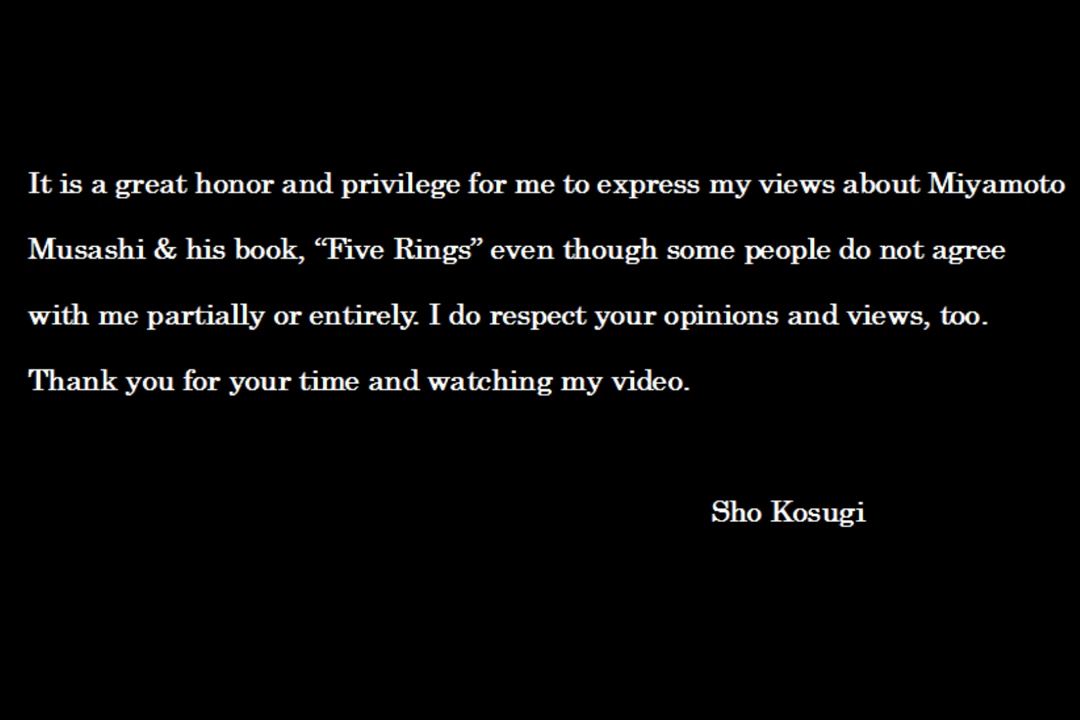 It is a great honor and privilege for me to express my views about Miyamoto
Musashi & his book, “Five Rings” even though some people do not agree
with me partially or entirely. I do respect your opinions and views, too.
Thank you for your time and watching my video.
Sho Kosugi